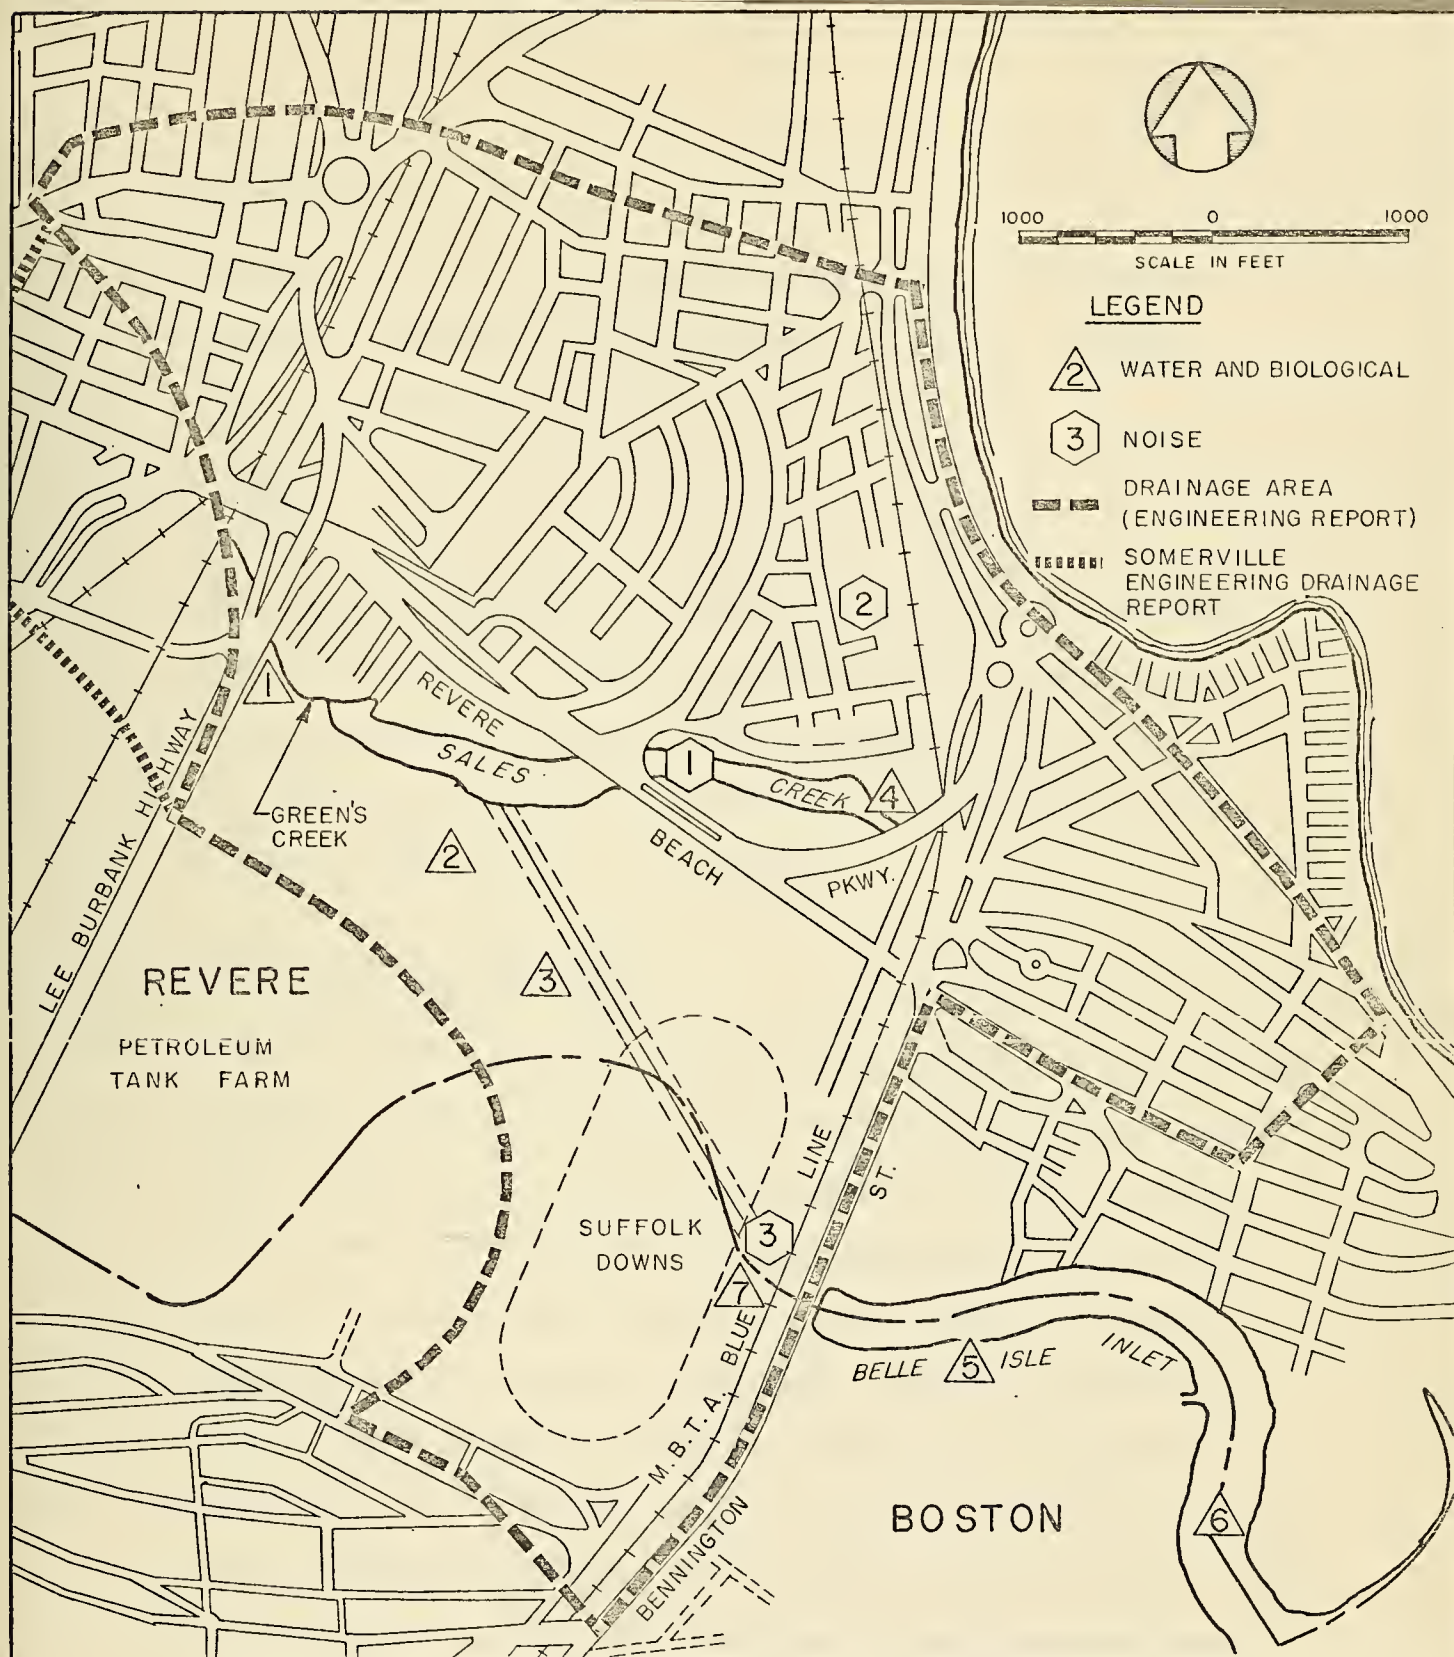 1000 0 1000
SCALE IN FEET
LEGEND
2 WATER AND BIOLOGICAL
3 NOISE
DRAINAGE AREA
(ENGINEERING REPORT)
SOMERVILLE
ENGINEERING DRAINAGE
REPORT
2
1
REVERE
SALES
1
CREEK
4
GREEN'S
CREEK
2
BEACH
PKWY.
LEE BURBANK HIGHWAY
3
REVERE
PETROLEUM
TANK FARM
LINE
ST.
SUFFOLK
DOWNS
3
7
M.B.T.A. BLUE
BELLE 5 ISLE INLET
BENNINGTON
BOSTON
6